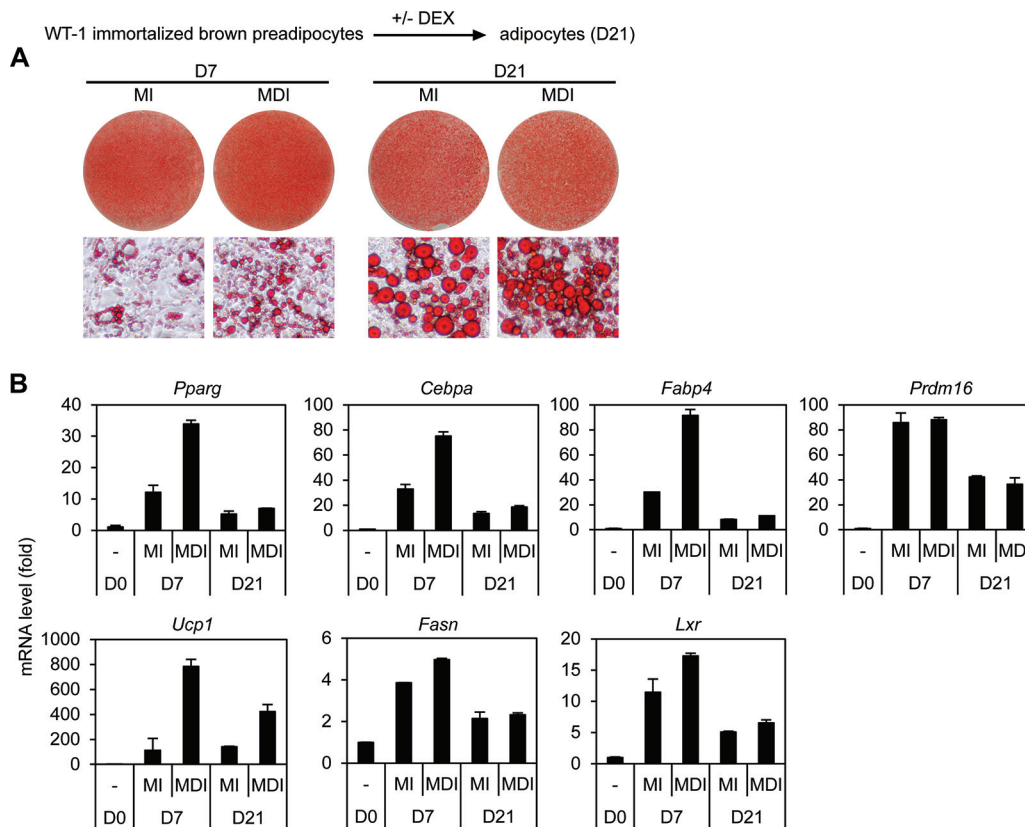 +/- DEX
WT-1 immortalized brown preadipocytes adipocytes (D21)
A
D7 D21
MI MDI MI MDI
B
mRNA level (fold)
Pparg
40
30
20
10
0
- MI MDI MI MDI
D0 D7 D21
Cebpa
100
80
60
40
20
0
- MI MDI MI MDI
D0 D7 D21
Fabp4
100
80
60
40
20
0
- MI MDI MI MDI
D0 D7 D21
Prdm16
100
80
60
40
20
0
- MI MDI MI MDI
D0 D7 D21
Ucp1
1000
800
600
400
200
0
- MI MDI MI MDI
D0 D7 D21
Fasn
6
4
2
0
- MI MDI MI MDI
D0 D7 D21
Lxr
20
15
10
5
0
- MI MDI MI MDI
D0 D7 D21